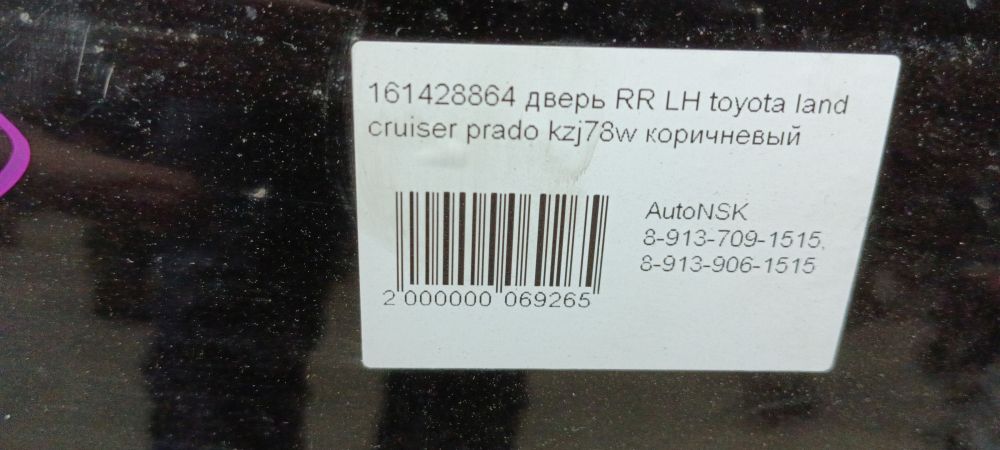 161428864 дверь RR LH toyota land
cruiser prado kzj78w коричневый
AutoNSK
8-913-709-1515,
8-913-906-1515
2 000000 069265